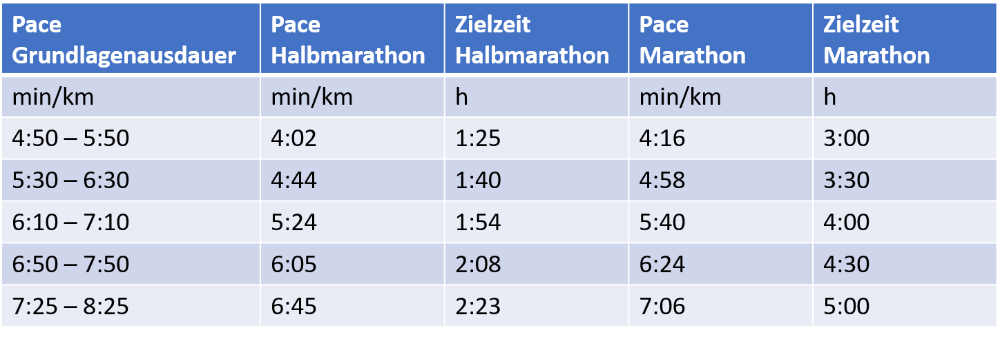 Pace Grundlagenausdauer | Pace Halbmarathon | Zielzeit Halbmarathon | Pace Marathon | Zielzeit Marathon
min/km | min/km | h | min/km | h
4:50 – 5:50 | 4:02 | 1:25 | 4:16 | 3:00
5:30 – 6:30 | 4:44 | 1:40 | 4:58 | 3:30
6:10 – 7:10 | 5:24 | 1:54 | 5:40 | 4:00
6:50 – 7:50 | 6:05 | 2:08 | 6:24 | 4:30
7:25 – 8:25 | 6:45 | 2:23 | 7:06 | 5:00